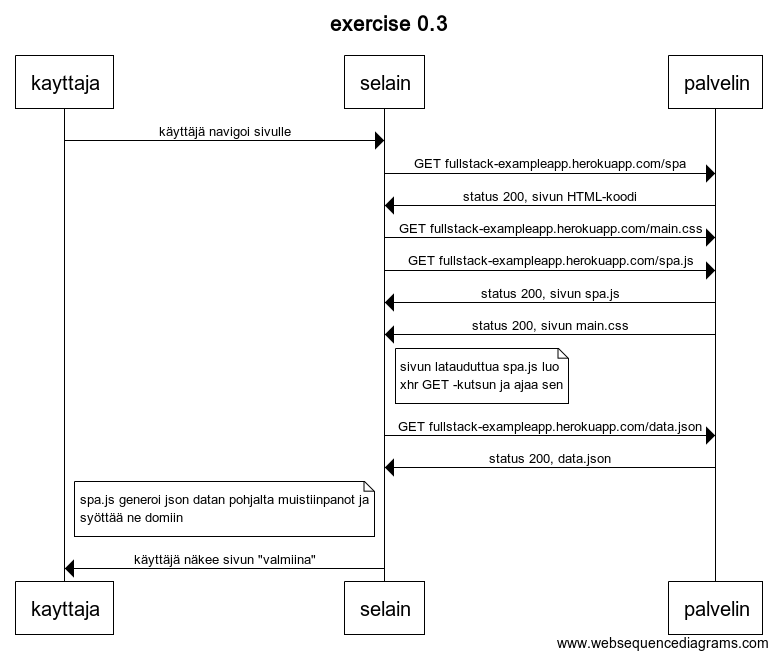 exercise 0.3
kayttaja
selain
palvelin
käyttäjä navigoi sivulle
GET fullstack-exampleapp.herokuapp.com/spa
status 200, sivun HTML-koodi
GET fullstack-exampleapp.herokuapp.com/main.css
GET fullstack-exampleapp.herokuapp.com/spa.js
status 200, sivun spa.js
status 200, sivun main.css
sivun latauduttua spa.js luo
xhr GET -kutsun ja ajaa sen
GET fullstack-exampleapp.herokuapp.com/data.json
status 200, data.json
spa.js generoi json datan pohjalta muistiinpanot ja
syöttää ne domiin
käyttäjä näkee sivun "valmiina"
kayttaja
selain
palvelin
www.websequencediagrams.com